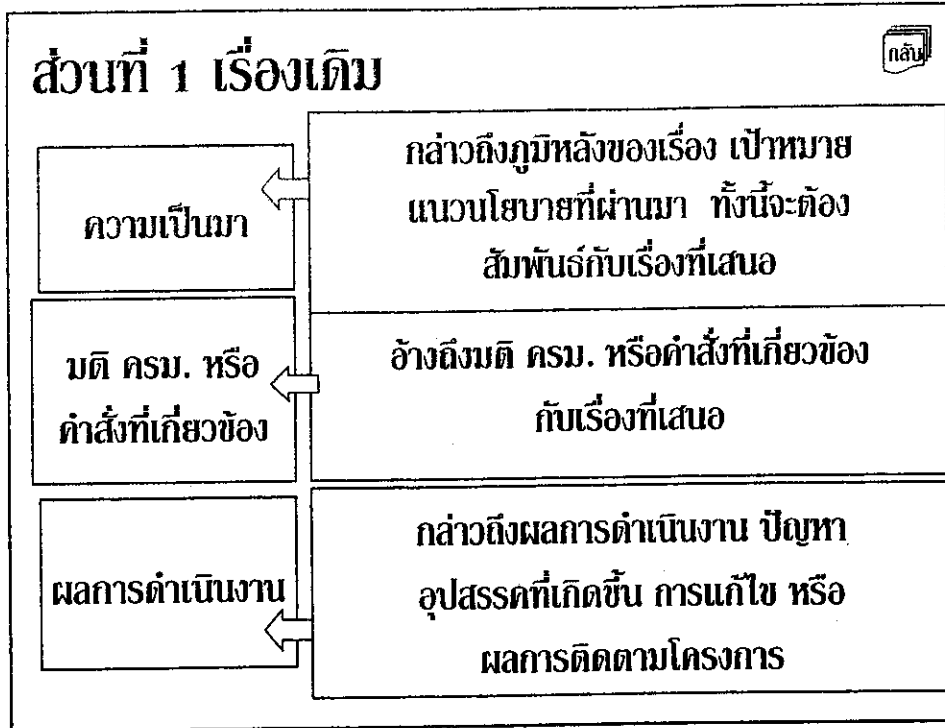 ส่วนที่ 1 เรื่องเดิม
กลับ
ความเป็นมา
กล่าวถึงภูมิหลังของเรื่อง เป้าหมาย
แนวนโยบายที่ผ่านมา ทั้งนี้จะต้อง
สัมพันธ์กับเรื่องที่เสนอ
มติ ครม. หรือ
คำสั่งที่เกี่ยวข้อง
อ้างถึงมติ ครม. หรือคำสั่งที่เกี่ยวข้อง
กับเรื่องที่เสนอ
ผลการดำเนินงาน
กล่าวถึงผลการดำเนินงาน ปัญหา
อุปสรรคที่เกิดขึ้น การแก้ไข หรือ
ผลการติดตามโครงการ